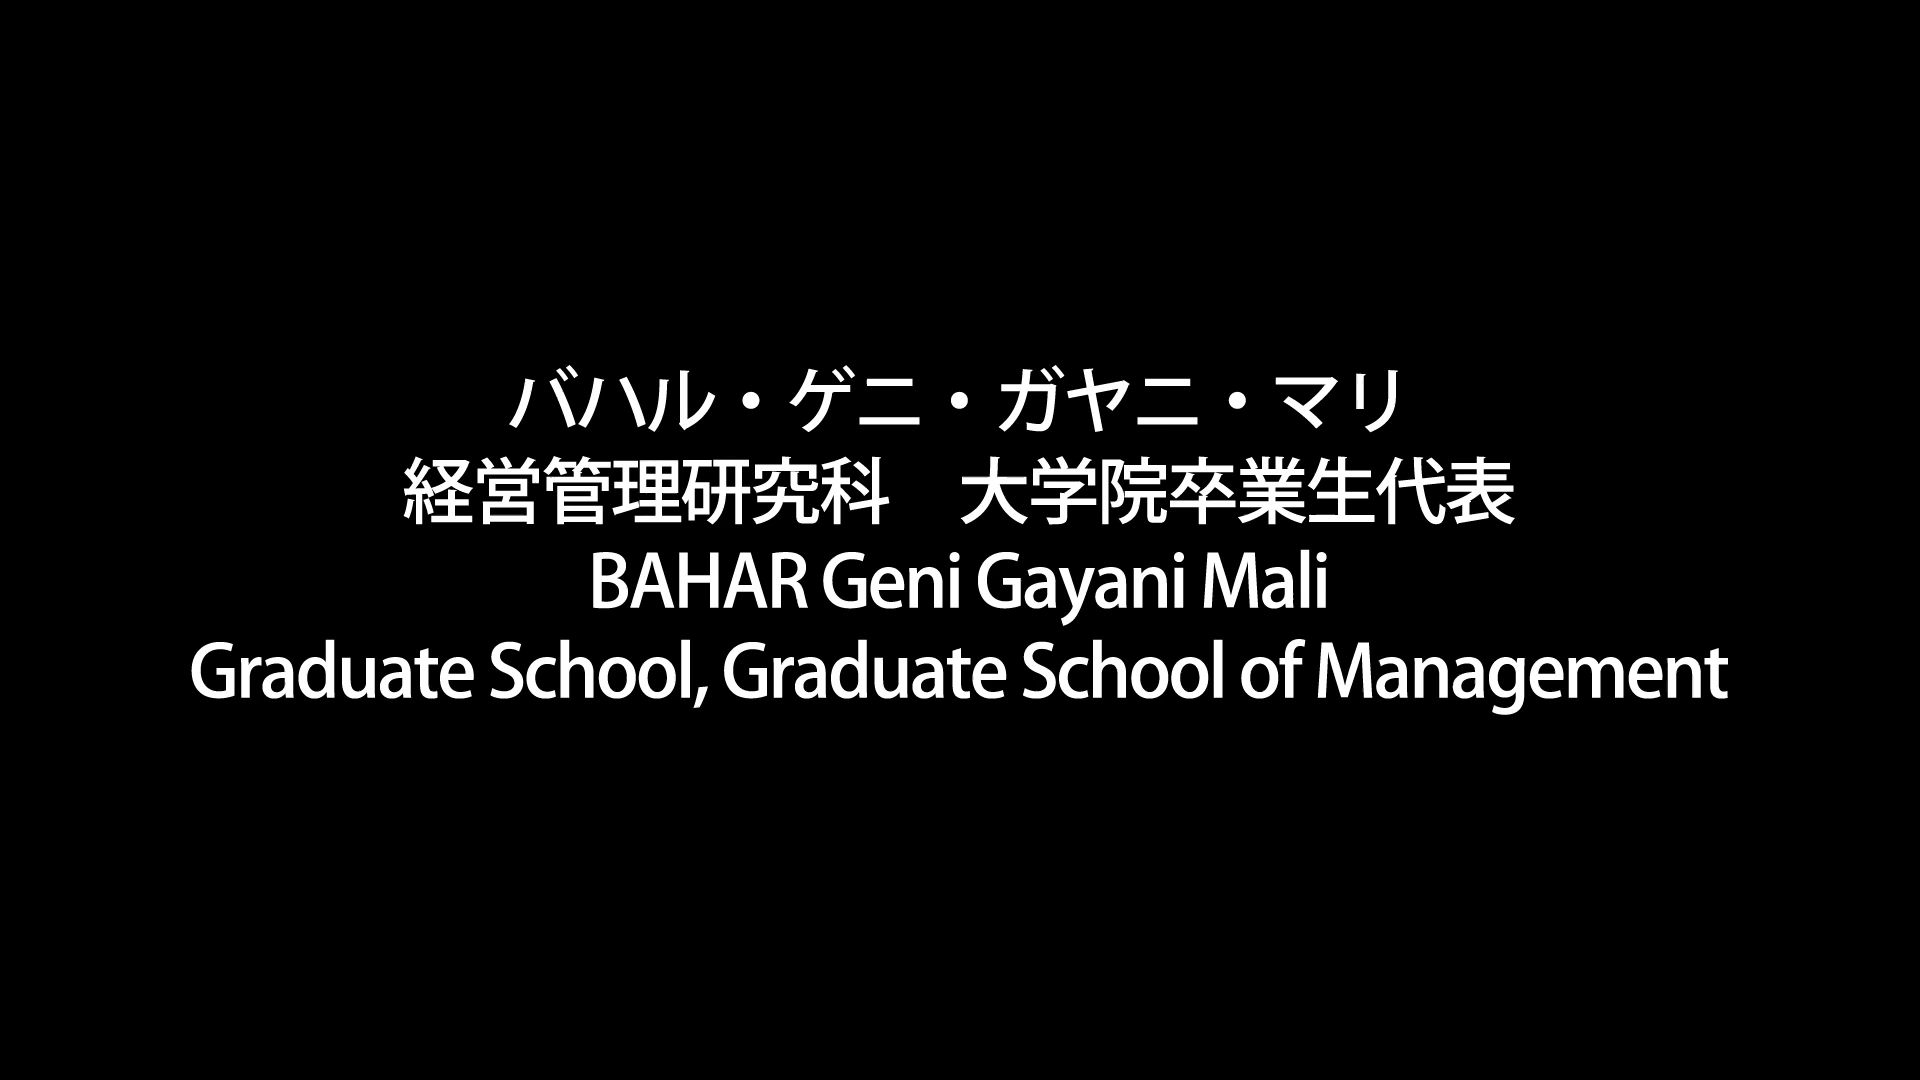 バハル・ゲニ・ガヤニ・マリ
経営管理研究科　大学院卒業生代表
BAHAR Geni Gayani Mali
Graduate School, Graduate School of Management